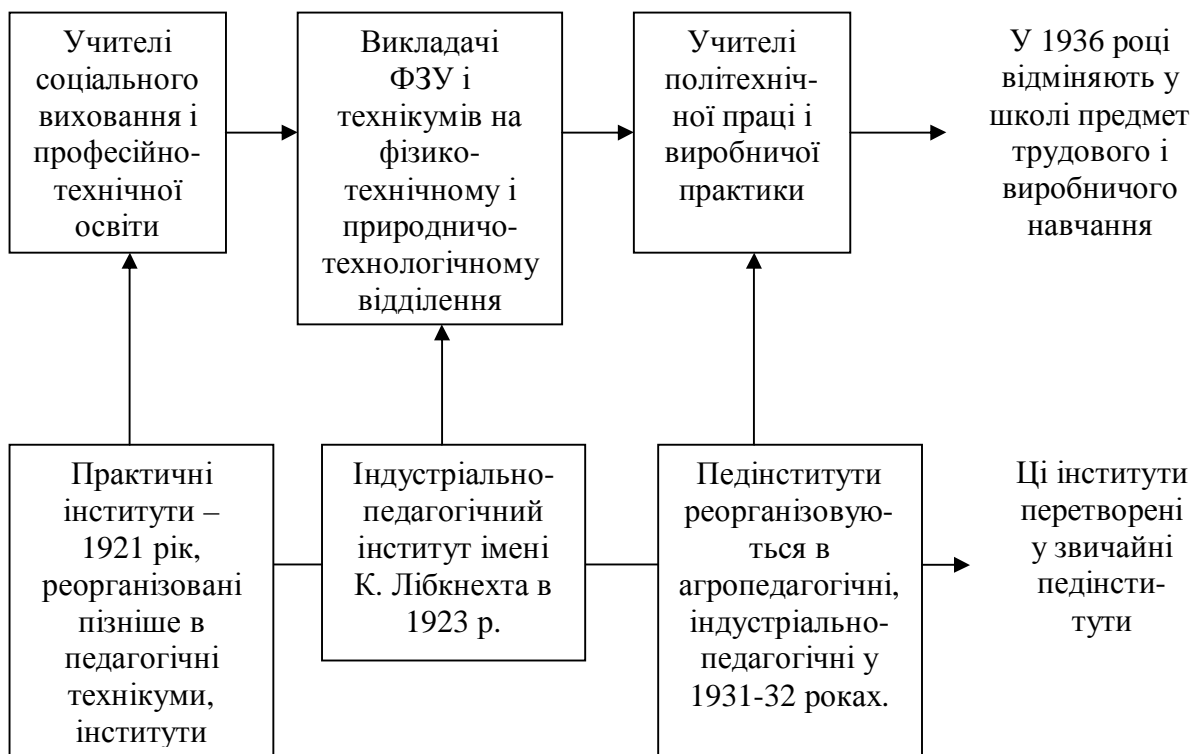 Учителі
соціального
виховання і
професійно-
технічної
освіти
Викладачі
ФЗУ і
технікумів на
фізико-
технічному і
природничо-
технологічному
відділення
Учителі
політехніч-
ної праці і
виробничої
практики
У 1936 році
відміняють у
школі предмет
трудового і
виробничого
навчання
Практичні
інститути –
1921 рік,
реорганізовані
пізніше в
педагогічні
технікуми,
інститути
Індустріально-
педагогічний
інститут імені
К. Лібкнехта в
1923 р.
Педінститути
реорганізовую-
ться в
агропедагогічні,
індустріально-
педагогічні у
1931-32 роках.
Ці інститути
перетворені
у звичайні
педінсти-
тути